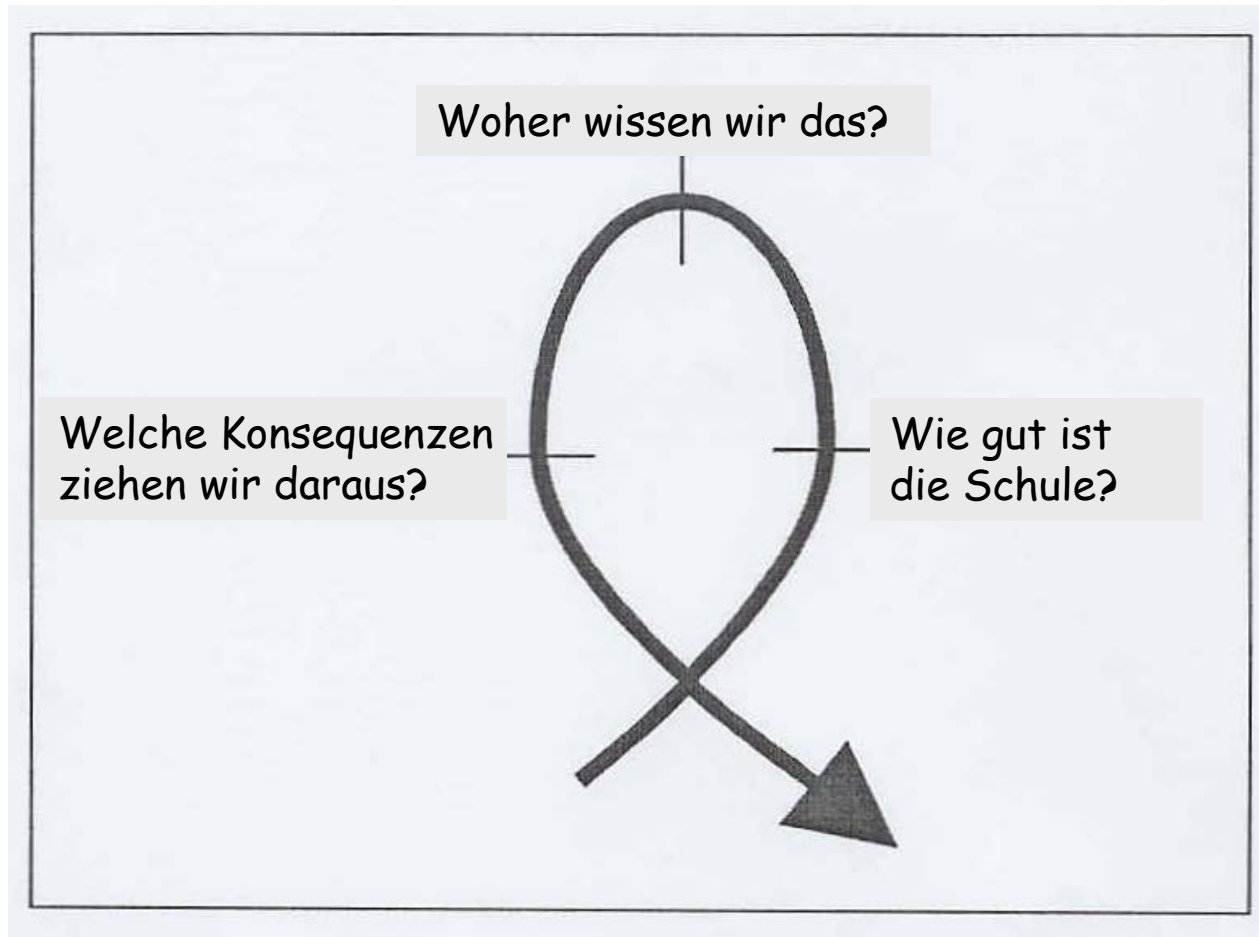 Woher wissen wir das?
Welche Konsequenzen
ziehen wir daraus?
Wie gut ist
die Schule?